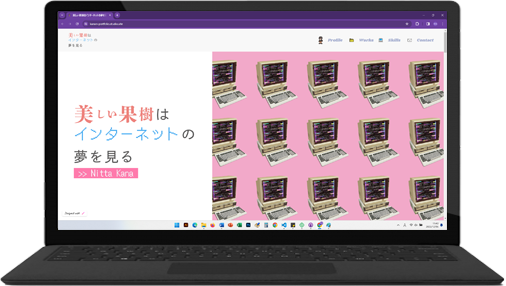 美しい果樹は
インターネットの
夢を見る
Profile
Works
Skills
Contact
美しい果樹は
インターネットの
夢を見る
>> Nitta Kana